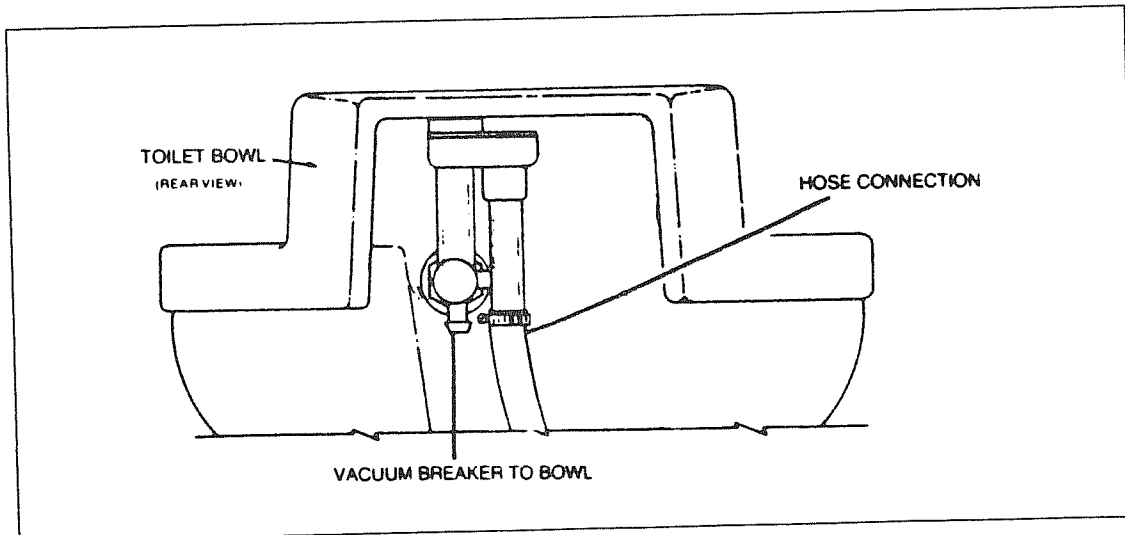 TOILET BOWL
(REAR VIEW)
HOSE CONNECTION
VACUUM BREAKER TO BOWL